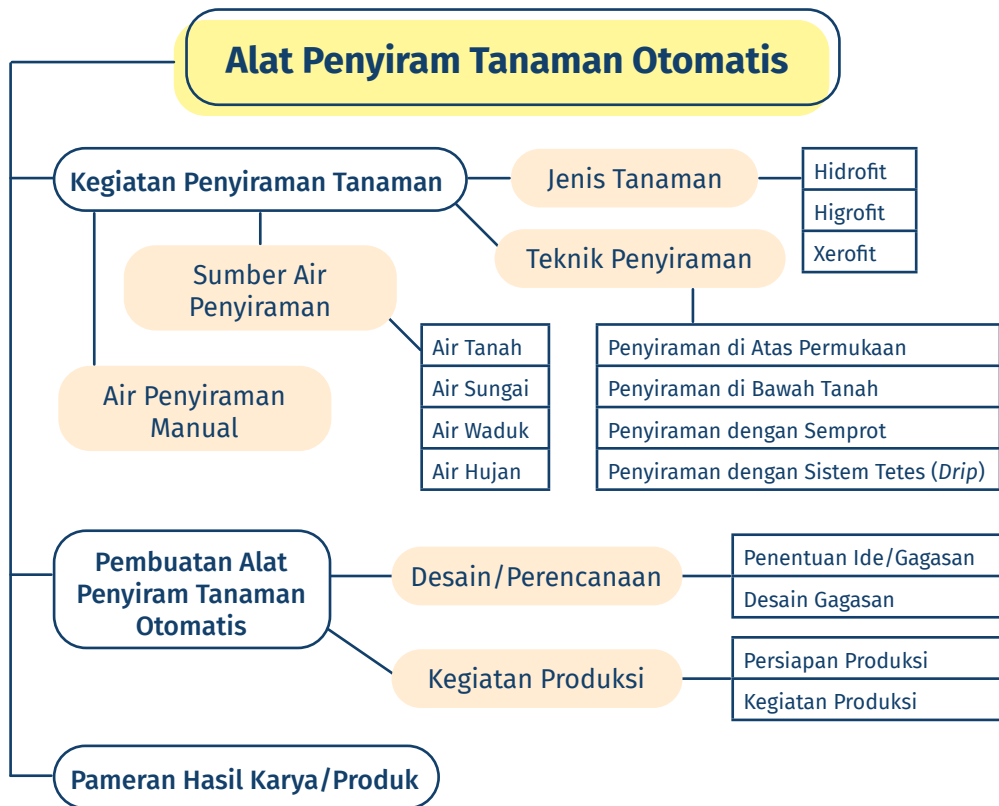 Alat Penyiram Tanaman Otomatis
Kegiatan Penyiraman Tanaman
Jenis Tanaman
Hidrofit
Higrofit
Xerofit
Teknik Penyiraman
Sumber Air
Penyiraman
Air Tanah
Air Sungai
Air Waduk
Air Hujan
Penyiraman di Atas Permukaan
Penyiraman di Bawah Tanah
Penyiraman dengan Semprot
Penyiraman dengan Sistem Tetes (Drip)
Air Penyiraman
Manual
Pembuatan Alat
Penyiram Tanaman
Otomatis
Desain/Perencanaan
Penentuan Ide/Gagasan
Desain Gagasan
Kegiatan Produksi
Persiapan Produksi
Kegiatan Produksi
Pameran Hasil Karya/Produk